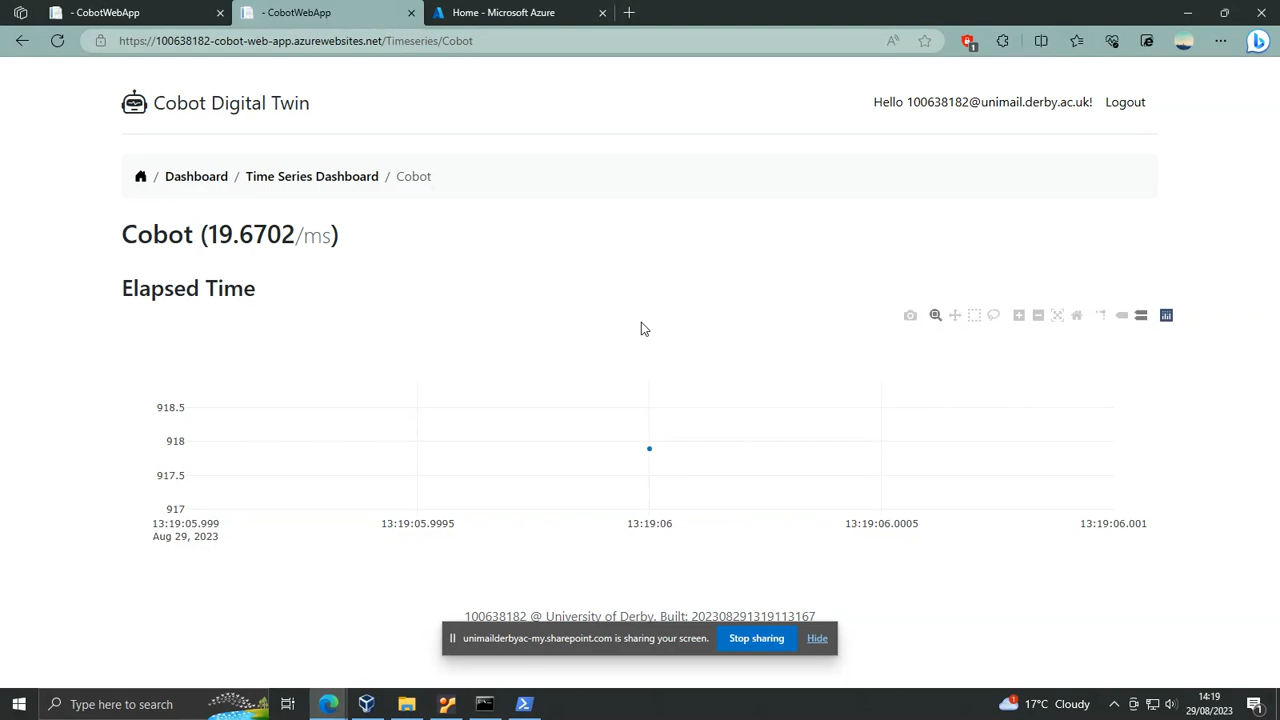 - CobotWebApp
- CobotWebApp
Home - Microsoft Azure
https://100638182-cobot-web-app.azurewebsites.net/Timeseries/Cobot
1
Cobot Digital Twin
Hello 100638182@unimail.derby.ac.uk! Logout
/ Dashboard / Time Series Dashboard / Cobot
Cobot (19.6702/ms)
Elapsed Time
918.5
918
917.5
917
13:19:05.999 13:19:05.9995 13:19:06 13:19:06.0005 13:19:06.001
Aug 29, 2023
100638182 @ University of Derby. Built: 202308291319113167
unimailderbyac-my.sharepoint.com is sharing your screen. Stop sharing Hide
Type here to search
1
17°C Cloudy
14:19
29/08/2023
1